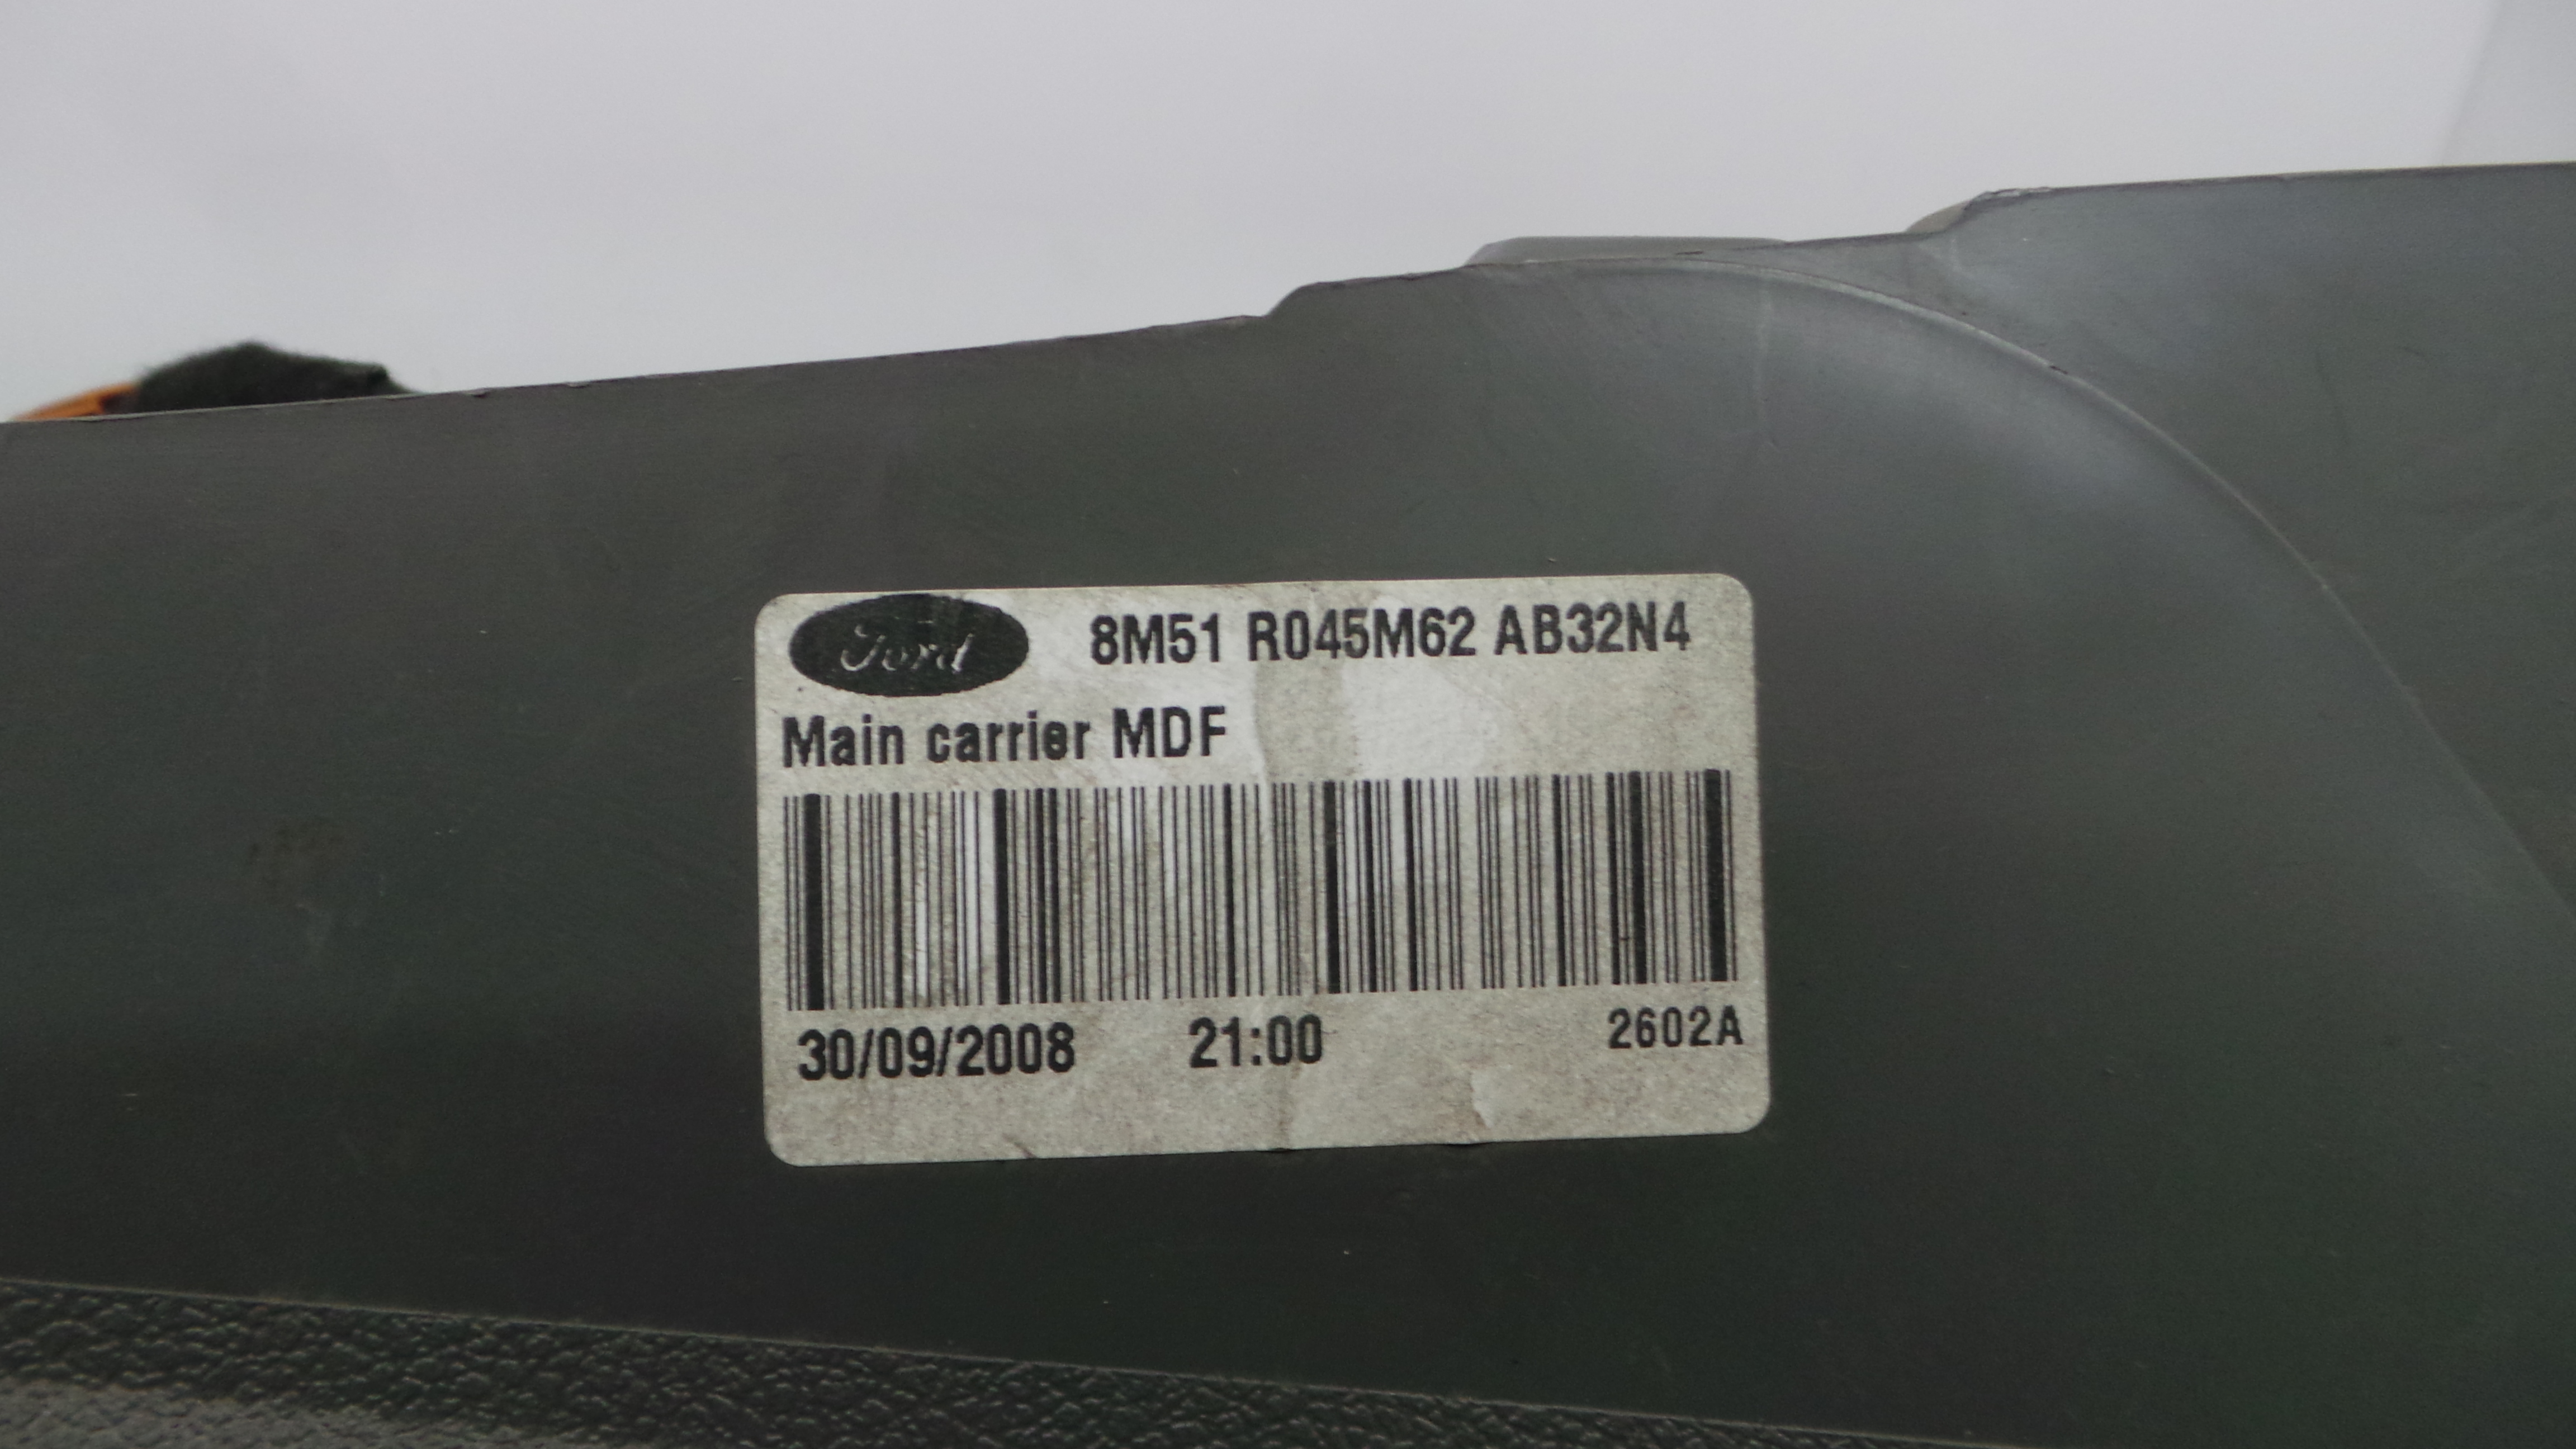 Ford 8M51 R045M62 AB32N4
Main carrier MDF
30/09/2008 21:00 2602A